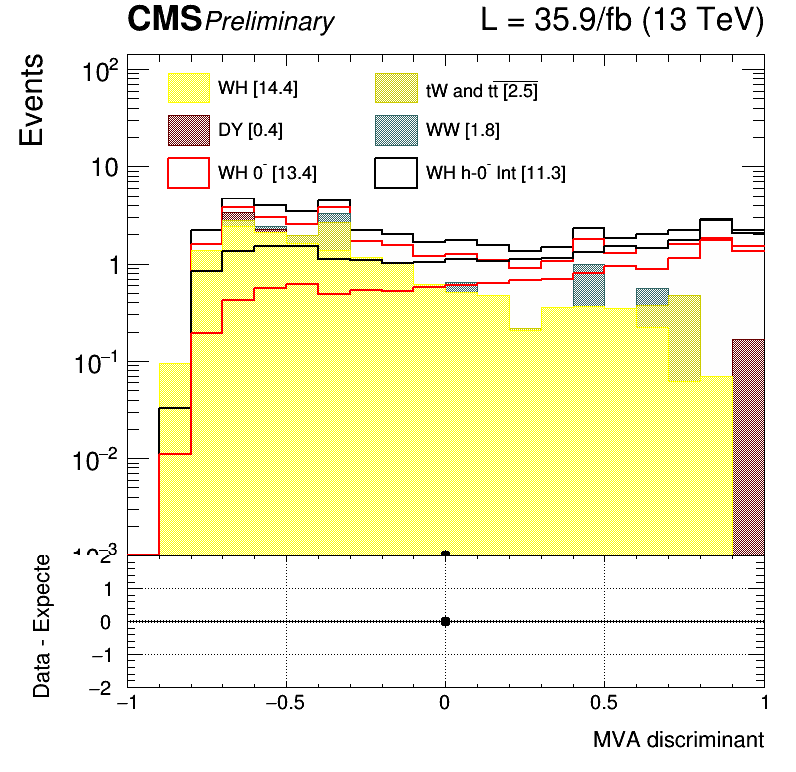 CMS Preliminary L = 35.9/fb (13 TeV)
Events
10²
10
1
10⁻¹
10⁻²
10⁻³
WH [14.4]
tW and tt̅ [2.5]
DY [0.4]
WW [1.8]
WH 0⁻ [13.4]
WH h-0⁻ Int [11.3]
Data - Expecte
2
1
0
−1
−2
−1 −0.5 0 0.5 1
MVA discriminant